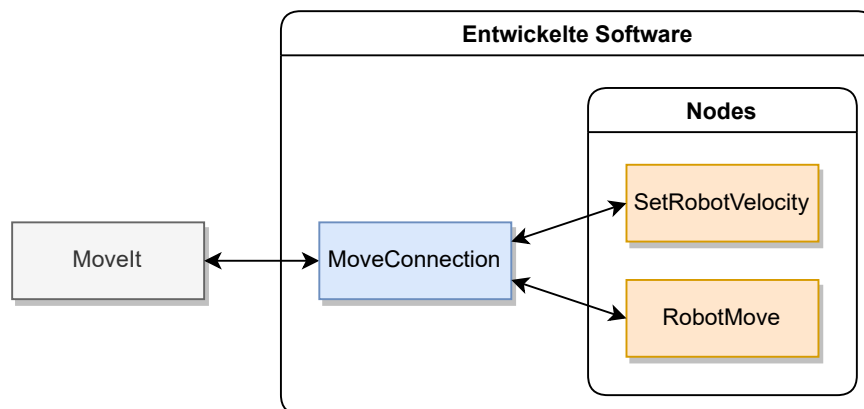 Entwickelte Software
Nodes
SetRobotVelocity
MoveIt
MoveConnection
RobotMove